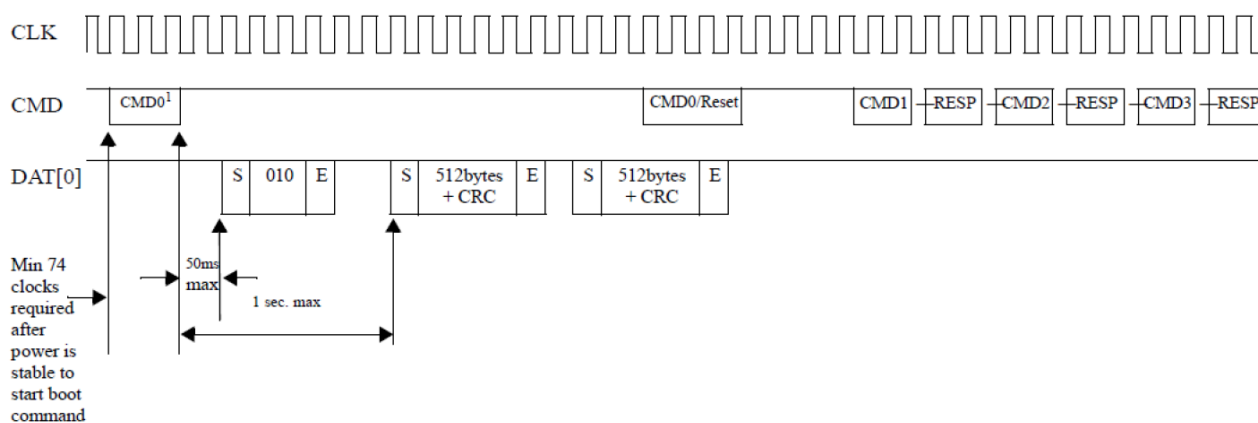 CLK
CMD CMD0¹ CMD0/Reset CMD1 RESP CMD2 RESP CMD3 RESP
DAT[0] S 010 E S 512bytes + CRC E S 512bytes + CRC E
50ms max
1 sec. max
Min 74
clocks
required
after
power is
stable to
start boot
command